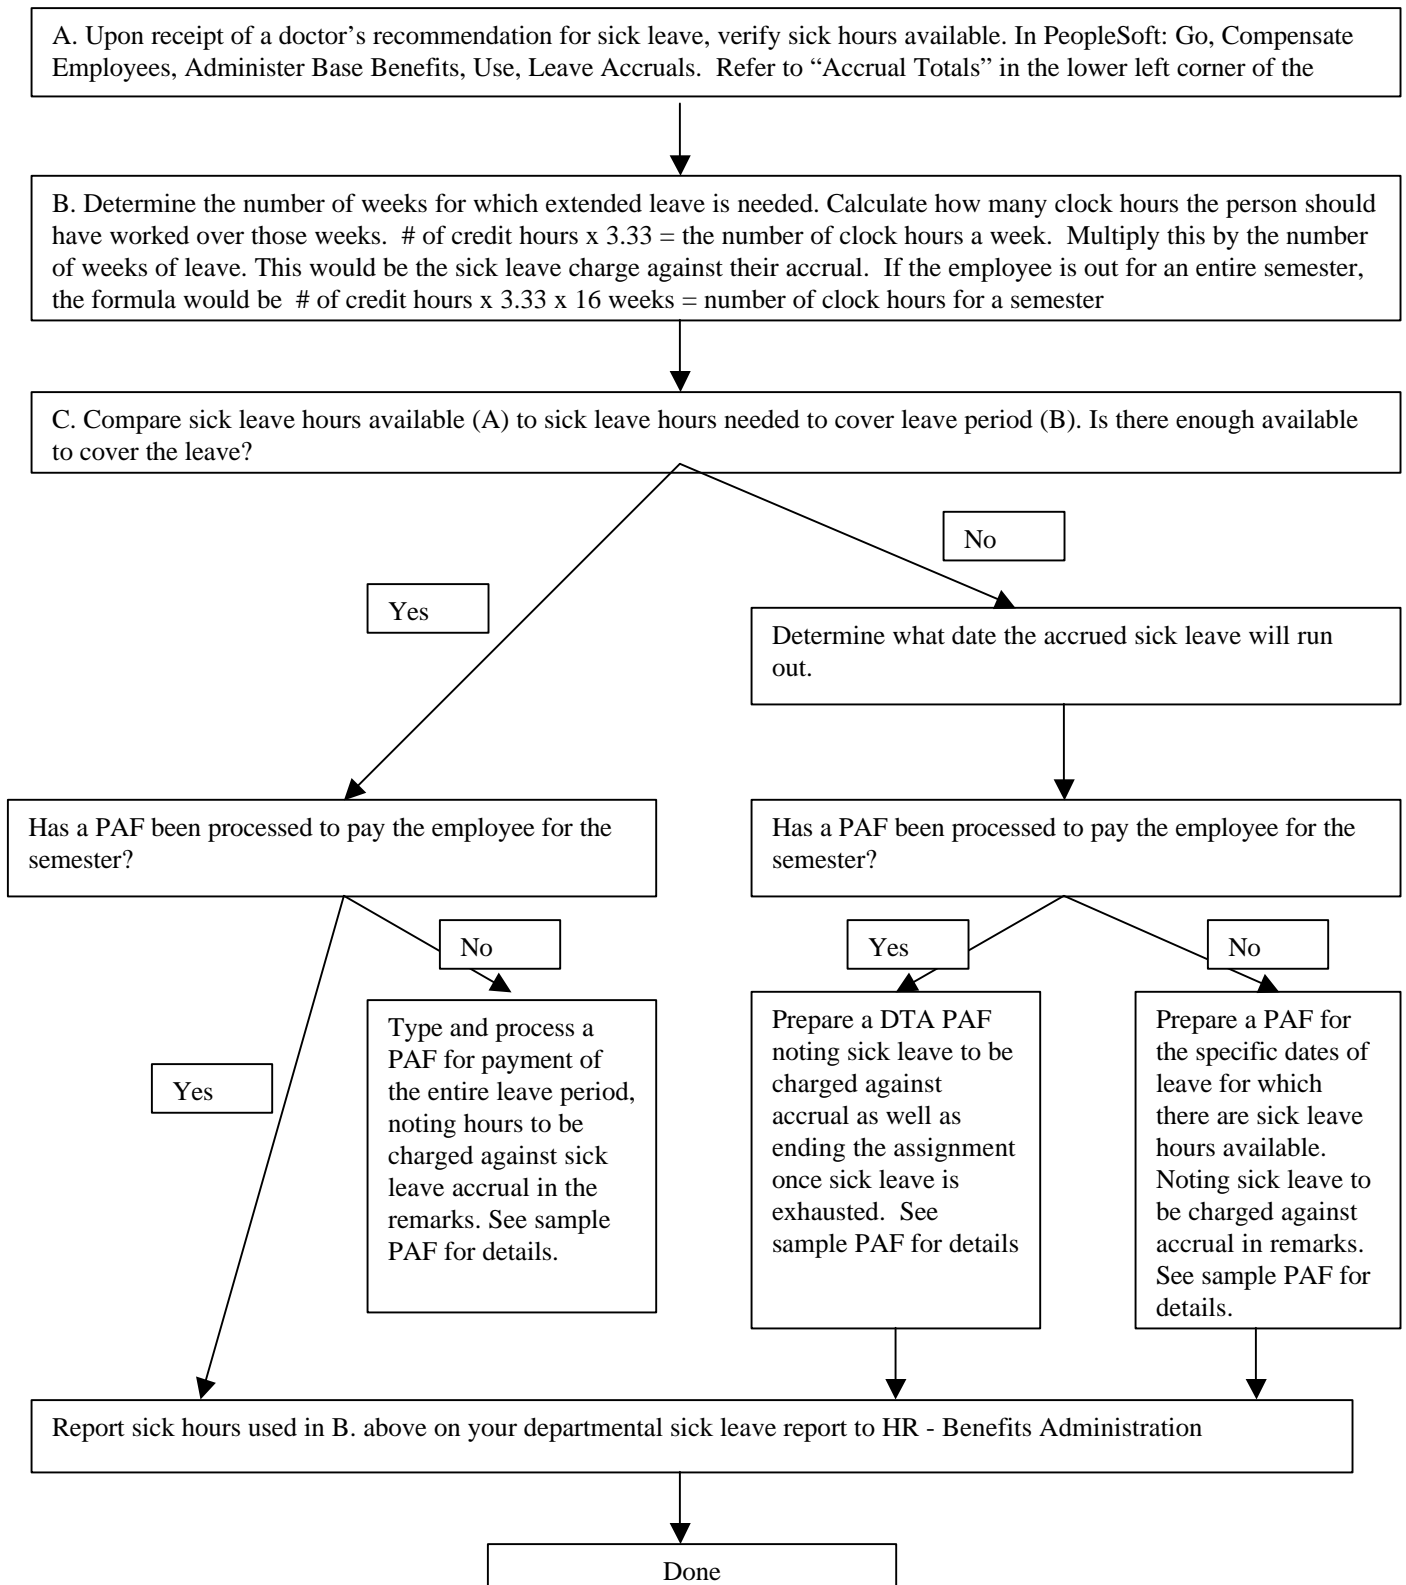 A. Upon receipt of a doctor’s recommendation for sick leave, verify sick hours available. In PeopleSoft: Go, Compensate
Employees, Administer Base Benefits, Use, Leave Accruals.  Refer to “Accrual Totals” in the lower left corner of the
B. Determine the number of weeks for which extended leave is needed. Calculate how many clock hours the person should
have worked over those weeks.  # of credit hours x 3.33 = the number of clock hours a week.  Multiply this by the number
of weeks of leave. This would be the sick leave charge against their accrual.  If the employee is out for an entire semester,
the formula would be  # of credit hours x 3.33 x 16 weeks = number of clock hours for a semester
C. Compare sick leave hours available (A) to sick leave hours needed to cover leave period (B). Is there enough available
to cover the leave?
No
Yes
Determine what date the accrued sick leave will run
out.
Has a PAF been processed to pay the employee for the
semester?
Has a PAF been processed to pay the employee for the
semester?
No
Yes
No
Yes
Type and process a
PAF for payment of
the entire leave period,
noting hours to be
charged against sick
leave accrual in the
remarks. See sample
PAF for details.
Prepare a DTA PAF
noting sick leave to be
charged against
accrual as well as
ending the assignment
once sick leave is
exhausted.  See
sample PAF for details
Prepare a PAF for
the specific dates of
leave for which
there are sick leave
hours available.
Noting sick leave to
be charged against
accrual in remarks.
See sample PAF for
details.
Report sick hours used in B. above on your departmental sick leave report to HR - Benefits Administration
Done